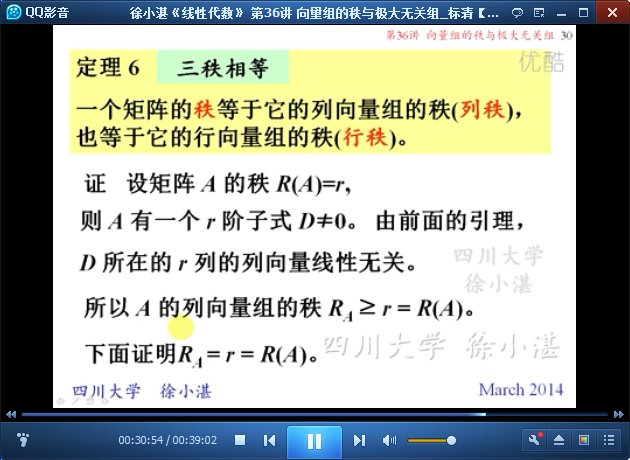 QQ影音
徐小湛《线性代数》 第36讲 向量组的秩与极大无关组_标清【...
第36讲 向量组的秩与极大无关组 30
优酷
定理 6 三秩相等
一个矩阵的秩等于它的列向量组的秩(列秩)，
也等于它的行向量组的秩(行秩)。
证 设矩阵 A 的秩 R(A)=r,
则 A 有一个 r 阶子式 D≠0。 由前面的引理，
D 所在的 r 列的列向量线性无关。
四川大学
徐小湛
所以 A 的列向量组的秩 R_A ≥ r = R(A)。
下面证明R_A = r = R(A)。
四川大学 徐小湛
四川大学 徐小湛
March 2014
00:30:54 / 00:39:02